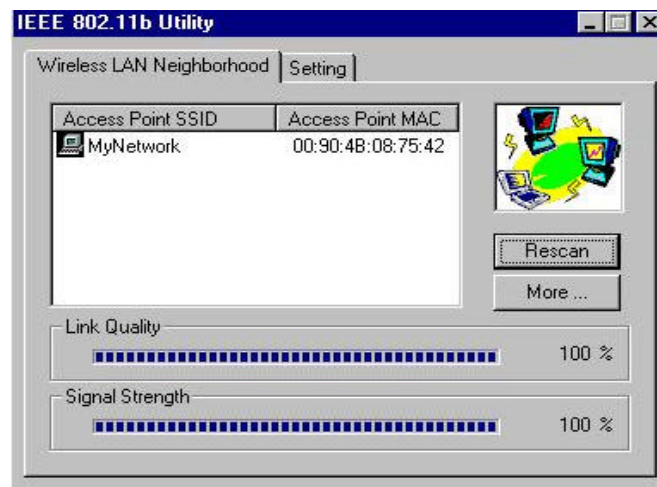 IEEE 802.11b Utility
Wireless LAN Neighborhood Setting
Access Point SSID Access Point MAC
MyNetwork 00:90:4B:08:75:42
Rescan
More ...
Link Quality
100 %
Signal Strength
100 %